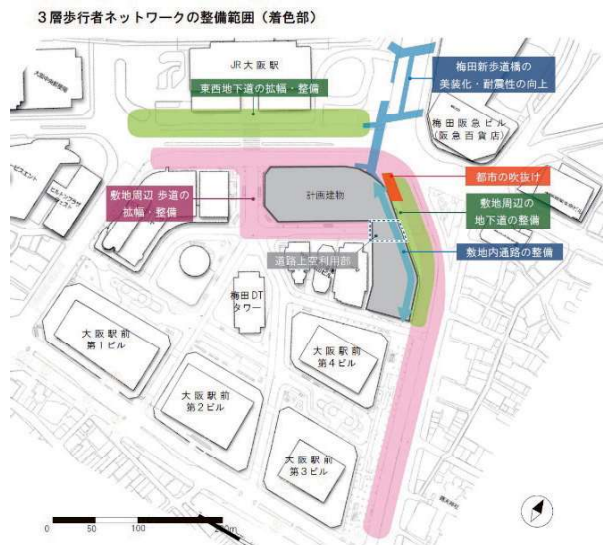 3層歩行者ネットワークの整備範囲（着色部）
JR大阪駅
東西地下道の拡幅・整備
梅田新歩道橋の
美装化・耐震性の向上
梅田阪急ビル
（阪急百貨店）
都市の吹抜け
敷地周辺 歩道の
拡幅・整備
計画建物
敷地周辺の
地下道の整備
道路上空利用部
敷地内通路の整備
梅田DT
タワー
大阪駅前
第1ビル
大阪駅前
第2ビル
大阪駅前
第4ビル
大阪駅前
第3ビル
0 50 100